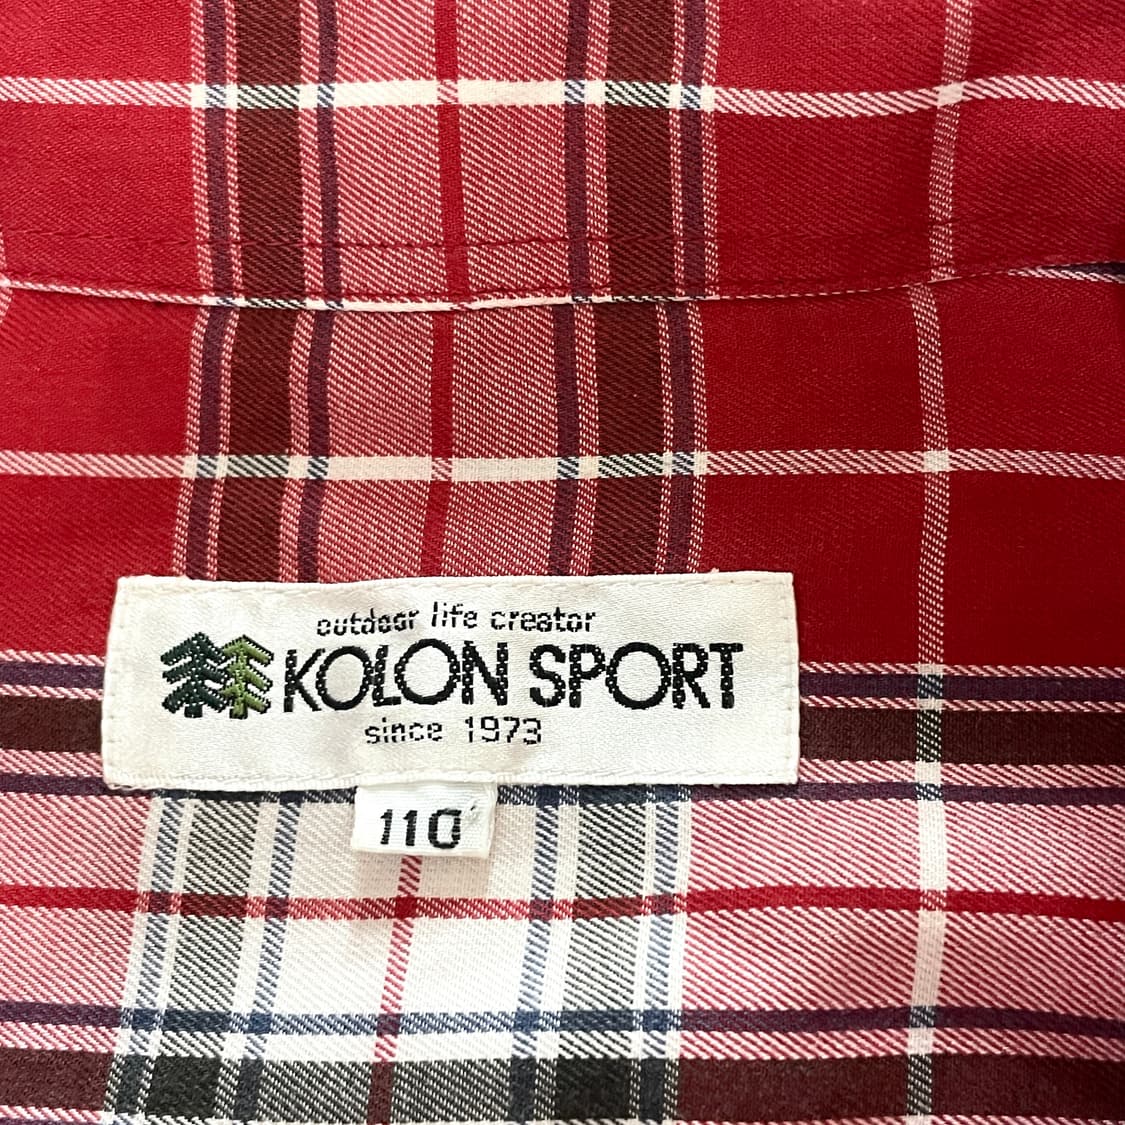 outdoor life creator
KOLON SPORT
since 1973
110